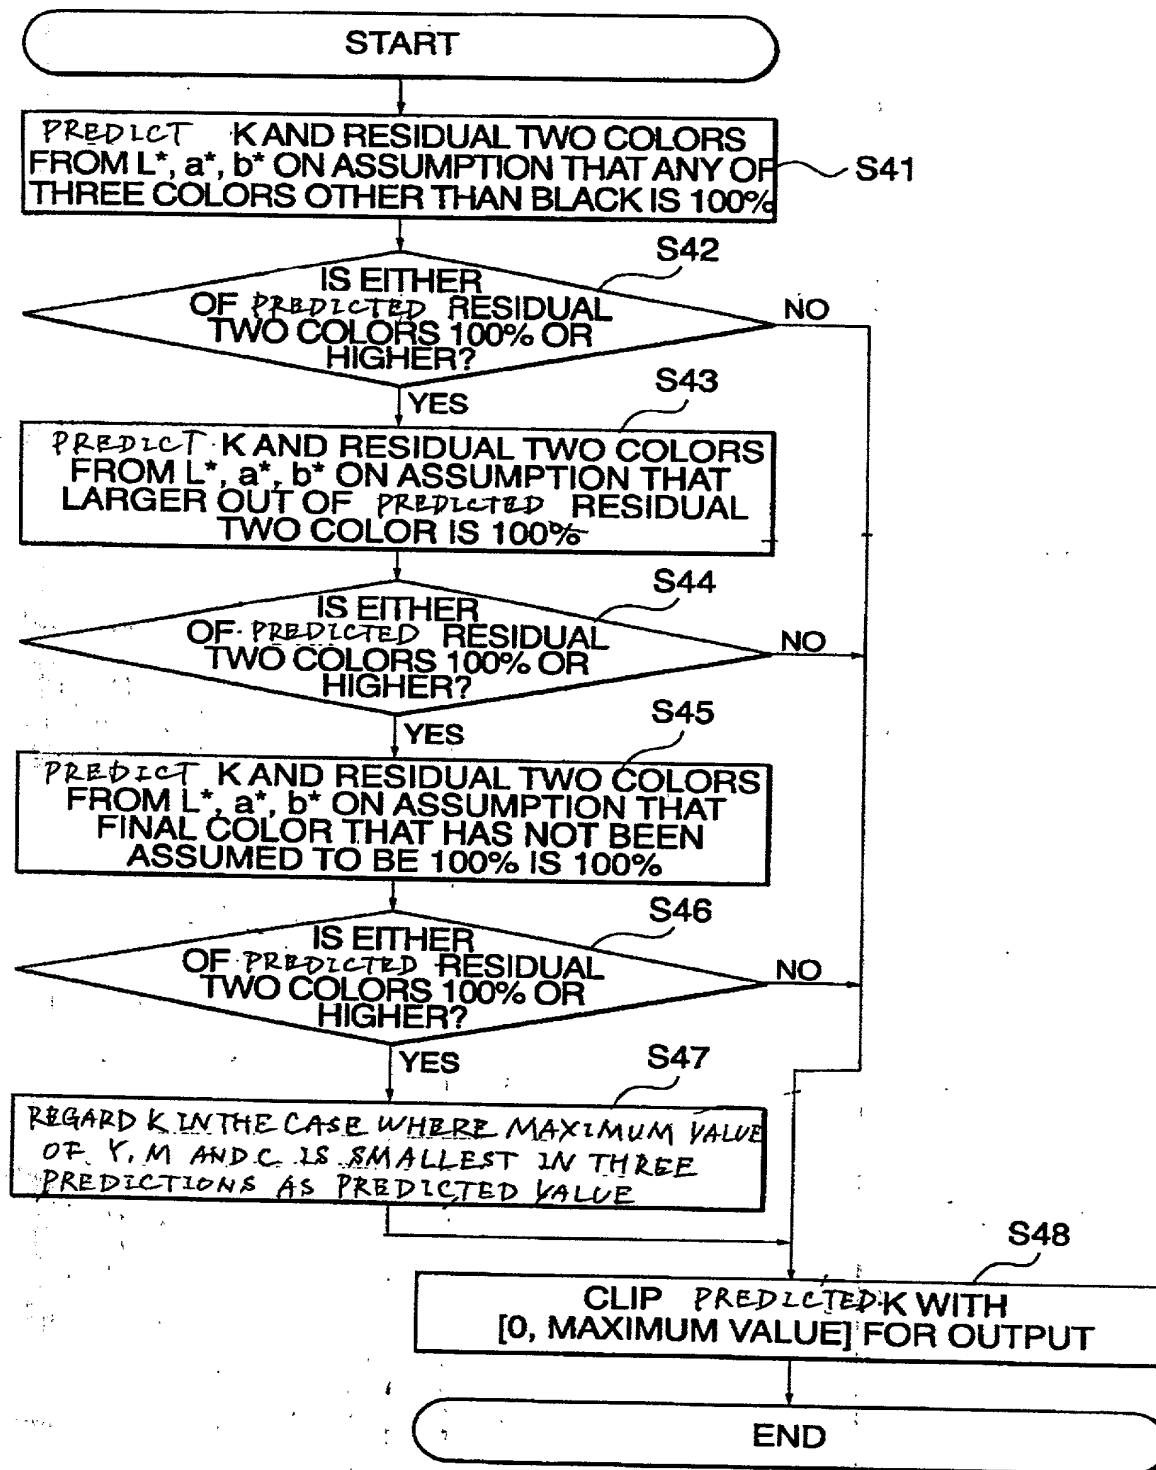 START
PREDICT K AND RESIDUAL TWO COLORS
FROM L*, a*, b* ON ASSUMPTION THAT ANY OF
THREE COLORS OTHER THAN BLACK IS 100%
S41
S42
IS EITHER
OF PREDICTED RESIDUAL
TWO COLORS 100% OR
HIGHER?
NO
YES
S43
PREDICT K AND RESIDUAL TWO COLORS
FROM L*, a*, b* ON ASSUMPTION THAT
LARGER OUT OF PREDICTED RESIDUAL
TWO COLOR IS 100%
S44
IS EITHER
OF PREDICTED RESIDUAL
TWO COLORS 100% OR
HIGHER?
NO
YES
S45
PREDICT K AND RESIDUAL TWO COLORS
FROM L*, a*, b* ON ASSUMPTION THAT
FINAL COLOR THAT HAS NOT BEEN
ASSUMED TO BE 100% IS 100%
S46
IS EITHER
OF PREDICTED RESIDUAL
TWO COLORS 100% OR
HIGHER?
NO
YES
S47
REGARD K IN THE CASE WHERE MAXIMUM VALUE
OF Y, M AND C IS SMALLEST IN THREE
PREDICTIONS AS PREDICTED VALUE
S48
CLIP PREDICTED K WITH
[0, MAXIMUM VALUE] FOR OUTPUT
END